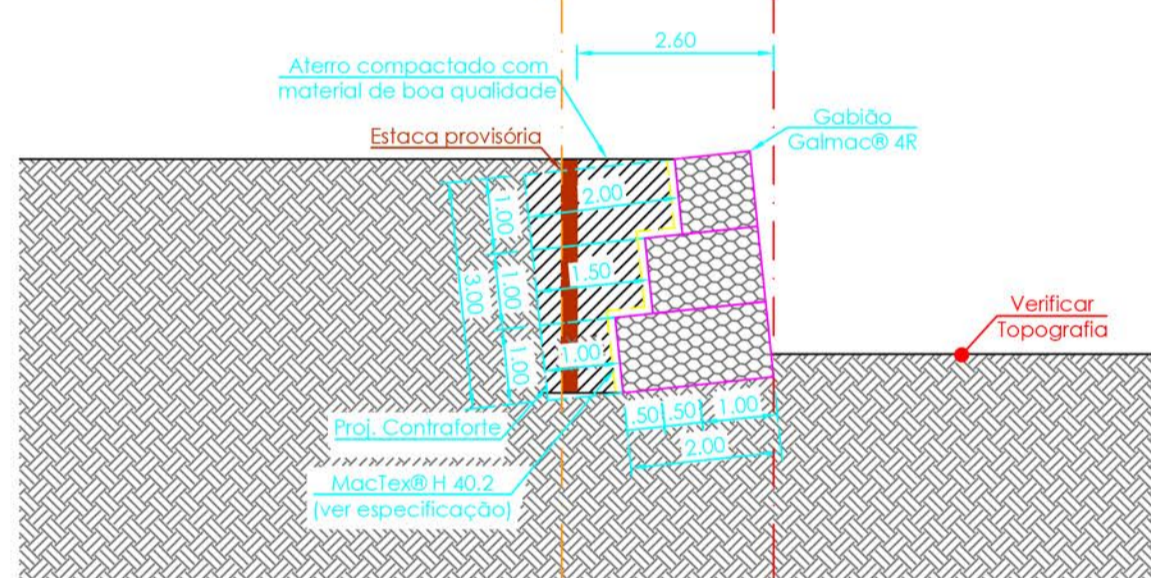 2.60
Aterro compactado com
material de boa qualidade
Gabião
Galmac® 4R
Estaca provisória
2.00
1.00
3.00
1.00
1.50
1.00
1.00
Verificar
Topografia
.50 .50 1.00
2.00
Proj. Contraforte
MacTex® H 40.2
(ver especificação)